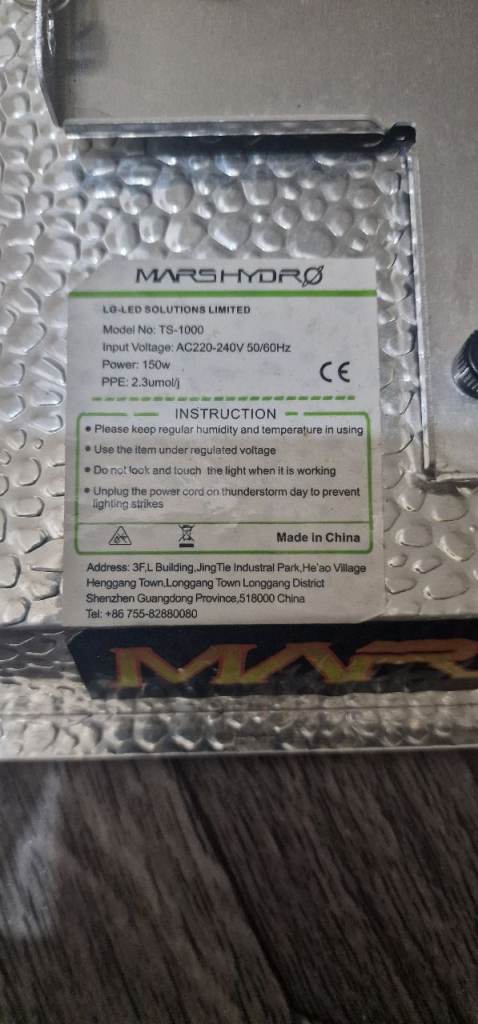 MARSHYDRØ
LG-LED SOLUTIONS LIMITED
Model No: TS-1000
Input Voltage: AC220-240V 50/60Hz
Power: 150w
PPE: 2.3umol/j
CE
INSTRUCTION
• Please keep regular humidity and temperature in using
• Use the item under regulated voltage
• Do not look and touch the light when it is working
• Unplug the power cord on thunderstorm day to prevent
lighting strikes
Made in China
Address: 3F,L Building,JingTie Industral Park,He'ao Village
Henggang Town,Longgang Town Longgang District
Shenzhen Guangdong Province,518000 China
Tel: +86 755-82880080
MAR